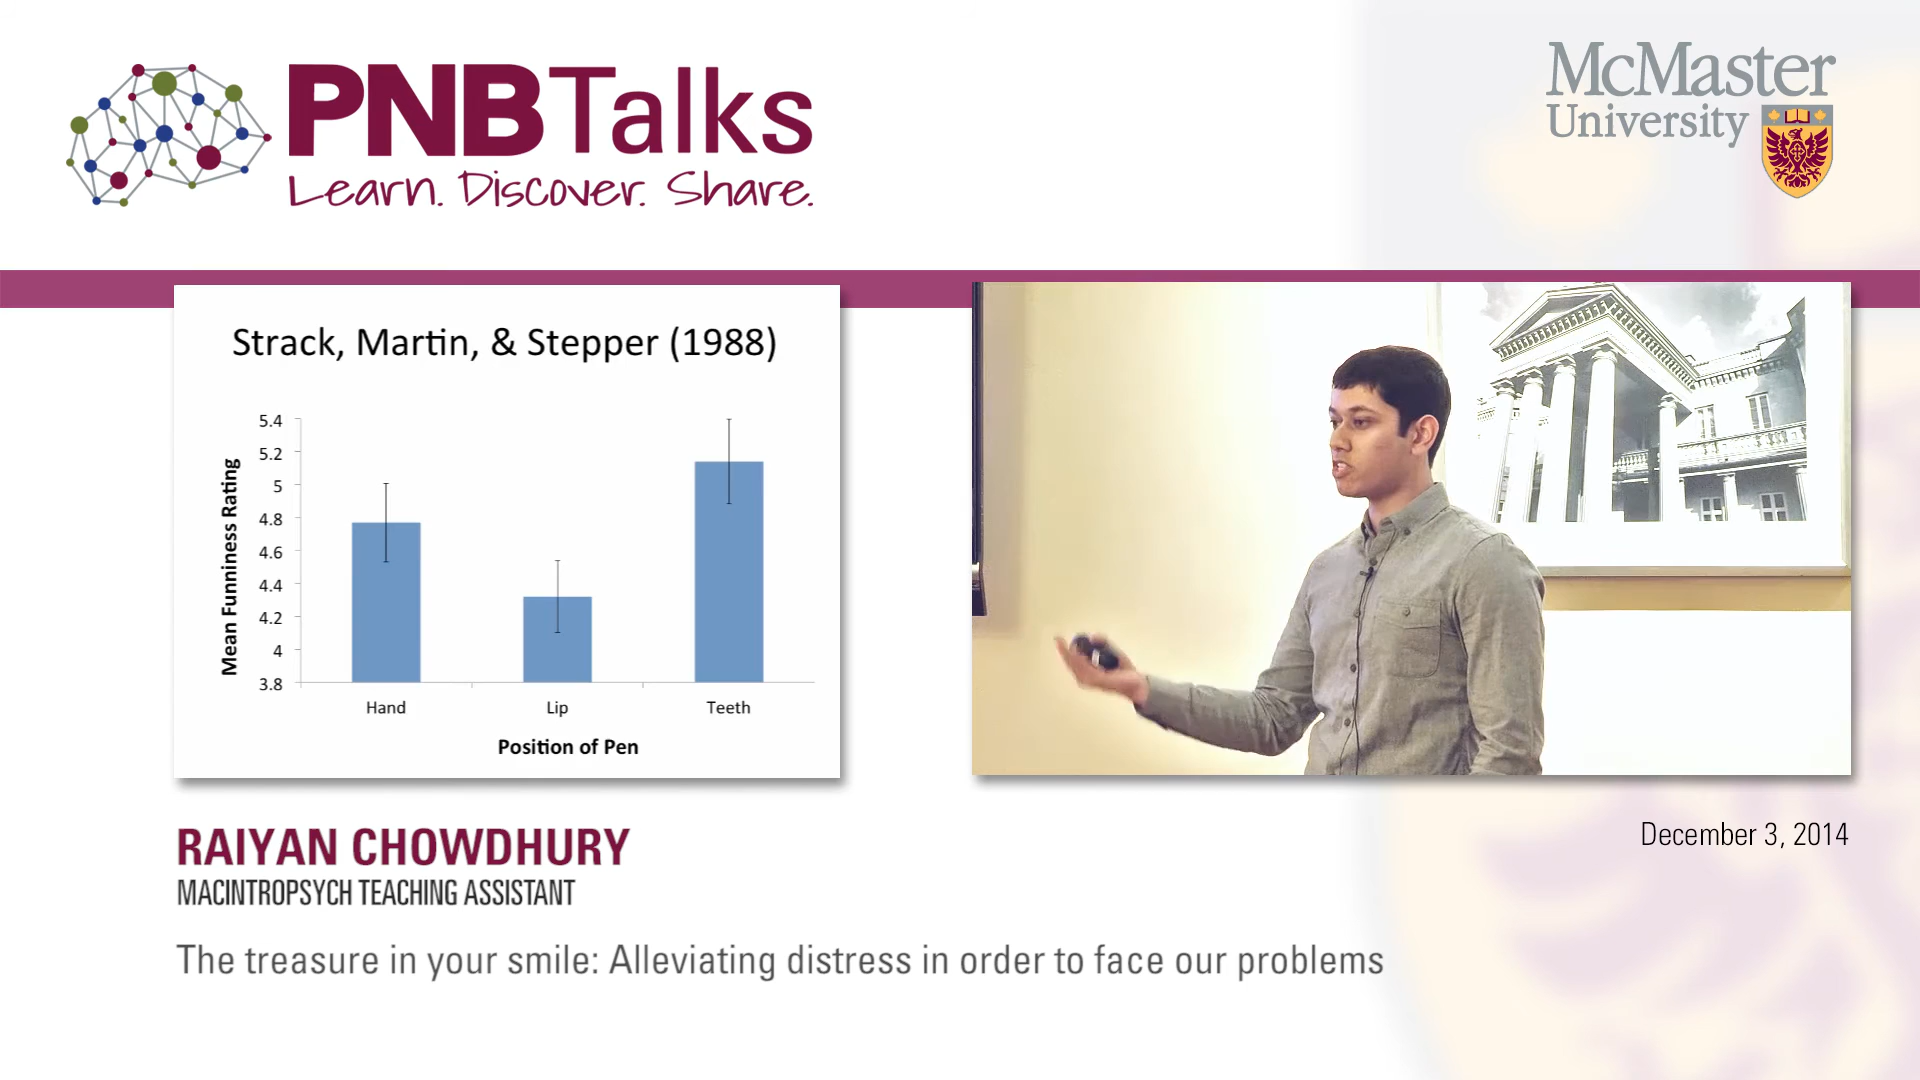 PNBTalks
Learn. Discover. Share.
McMaster
University
Strack, Martin, & Stepper (1988)
Mean Funniness Rating
5.4
5.2
5
4.8
4.6
4.4
4.2
4
3.8
Hand Lip Teeth
Position of Pen
RAIYAN CHOWDHURY
MACINTROPSYCH TEACHING ASSISTANT
December 3, 2014
The treasure in your smile: Alleviating distress in order to face our problems